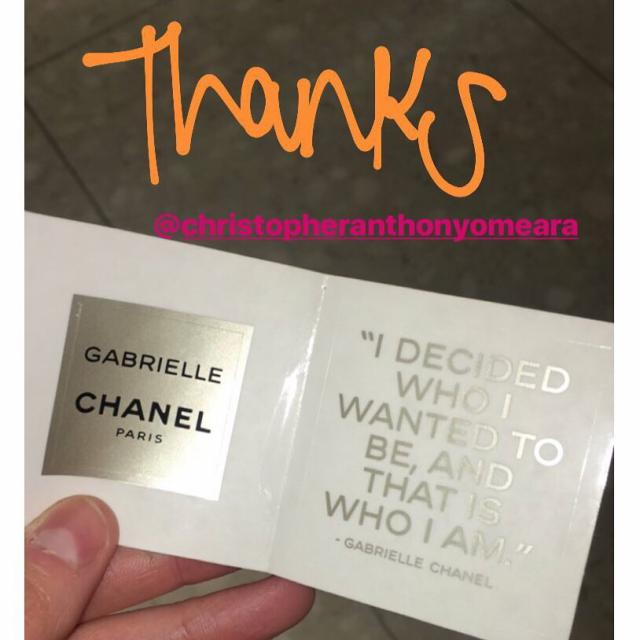 Thanks
@christopheranthonyomeara
GABRIELLE
CHANEL
PARIS
"I DECIDED
WHO I
WANTED TO
BE, AND
THAT IS
WHO I AM."
- GABRIELLE CHANEL